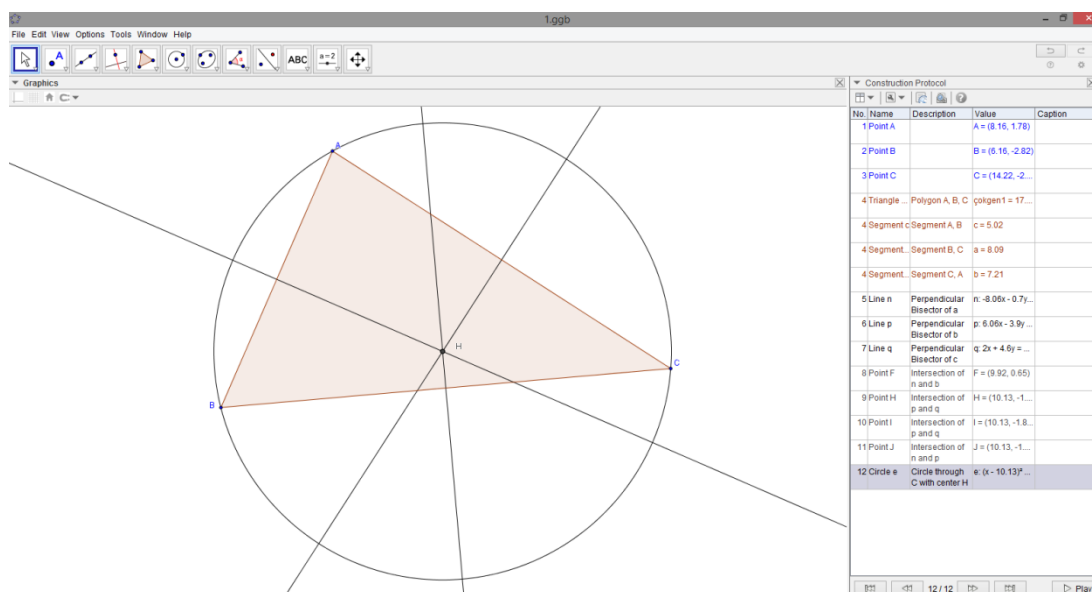 1.ggb
File Edit View Options Tools Window Help
A
ABC
a=2
Graphics
Construction Protocol
No. Name Description Value Caption
1 Point A A = (8.16, 1.78)
2 Point B B = (6.16, -2.82)
3 Point C C = (14.22, -2....
4 Triangle ... Polygon A, B, C çokgen1 = 17....
4 Segment c Segment A, B c = 5.02
4 Segment... Segment B, C a = 8.09
4 Segment... Segment C, A b = 7.21
5 Line n Perpendicular n: -8.06x - 0.7y...
Bisector of a
6 Line p Perpendicular p: 6.06x - 3.9y ...
Bisector of b
7 Line q Perpendicular q: 2x + 4.6y = ...
Bisector of c
8 Point F Intersection of F = (9.92, 0.65)
n and b
9 Point H Intersection of H = (10.13, -1....
p and q
10 Point I Intersection of I = (10.13, -1.8...
p and q
11 Point J Intersection of J = (10.13, -1....
n and p
12 Circle e Circle through e: (x - 10.13)² ...
C with center H
A
H
C
B
12 / 12
Play